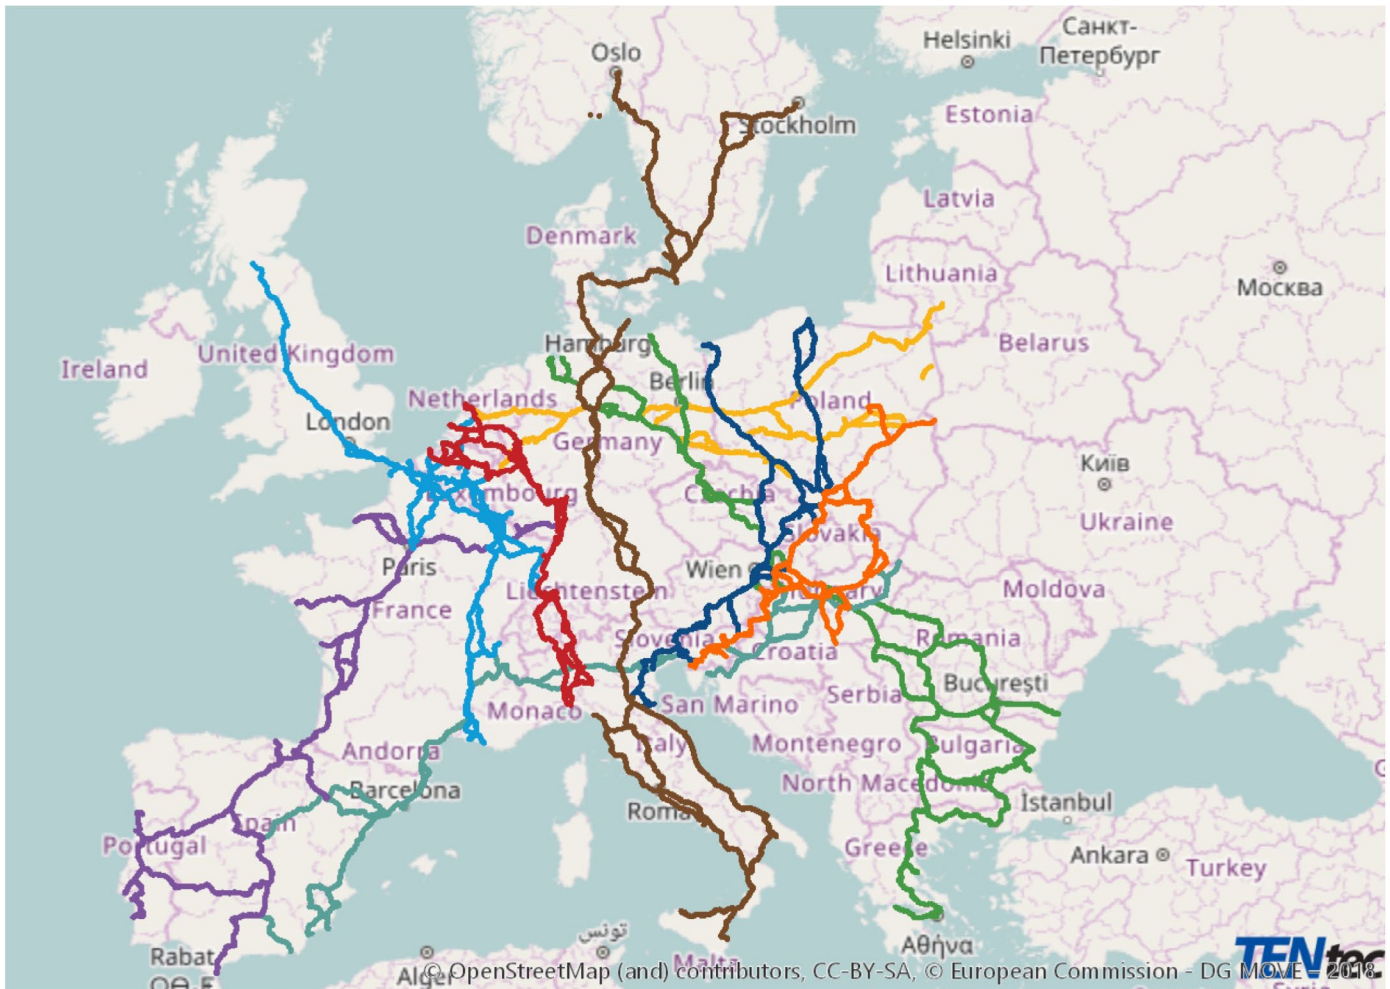 Oslo
Helsinki
Санкт-
Петербург
Stockholm
Estonia
Latvia
Denmark
Lithuania
Москва
Hamburg
Belarus
United Kingdom
Ireland
Berlin
Netherlands
Poland
London
Germany
Київ
Luxembourg
Czechia
Ukraine
Slovakia
Paris
Wien
Liechtenstein
Hungary
Moldova
France
Slovenia
Romania
Croatia
București
Serbia
Monaco
San Marino
Andorra
Italy
Montenegro
Bulgaria
North Macedonia
Barcelona
İstanbul
Roma
Spain
Portugal
Greece
Ankara
Turkey
تونس
Αθήνα
Rabat
Malta
TENtec
Alger
© OpenStreetMap (and) contributors, CC-BY-SA, © European Commission - DG MOVE - 2018
Syria